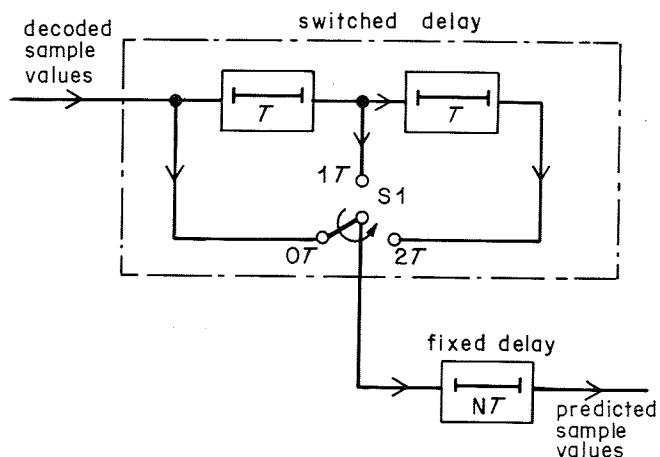 switched delay
decoded
sample
values
T
T
1T
S1
0T
2T
fixed delay
NT
predicted
sample
values